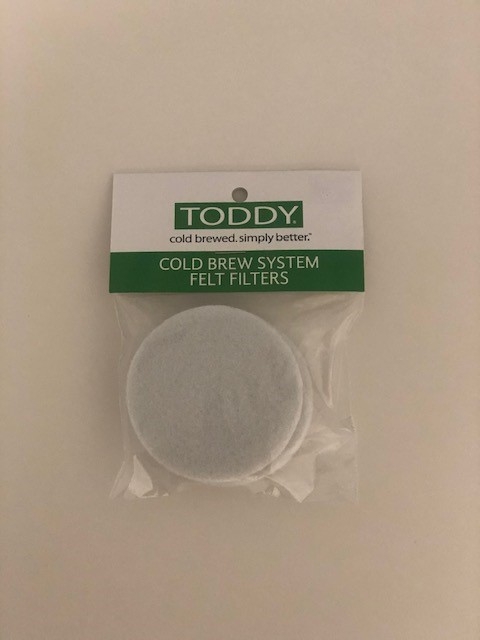 TODDY®
cold brewed. simply better.™
COLD BREW SYSTEM
FELT FILTERS